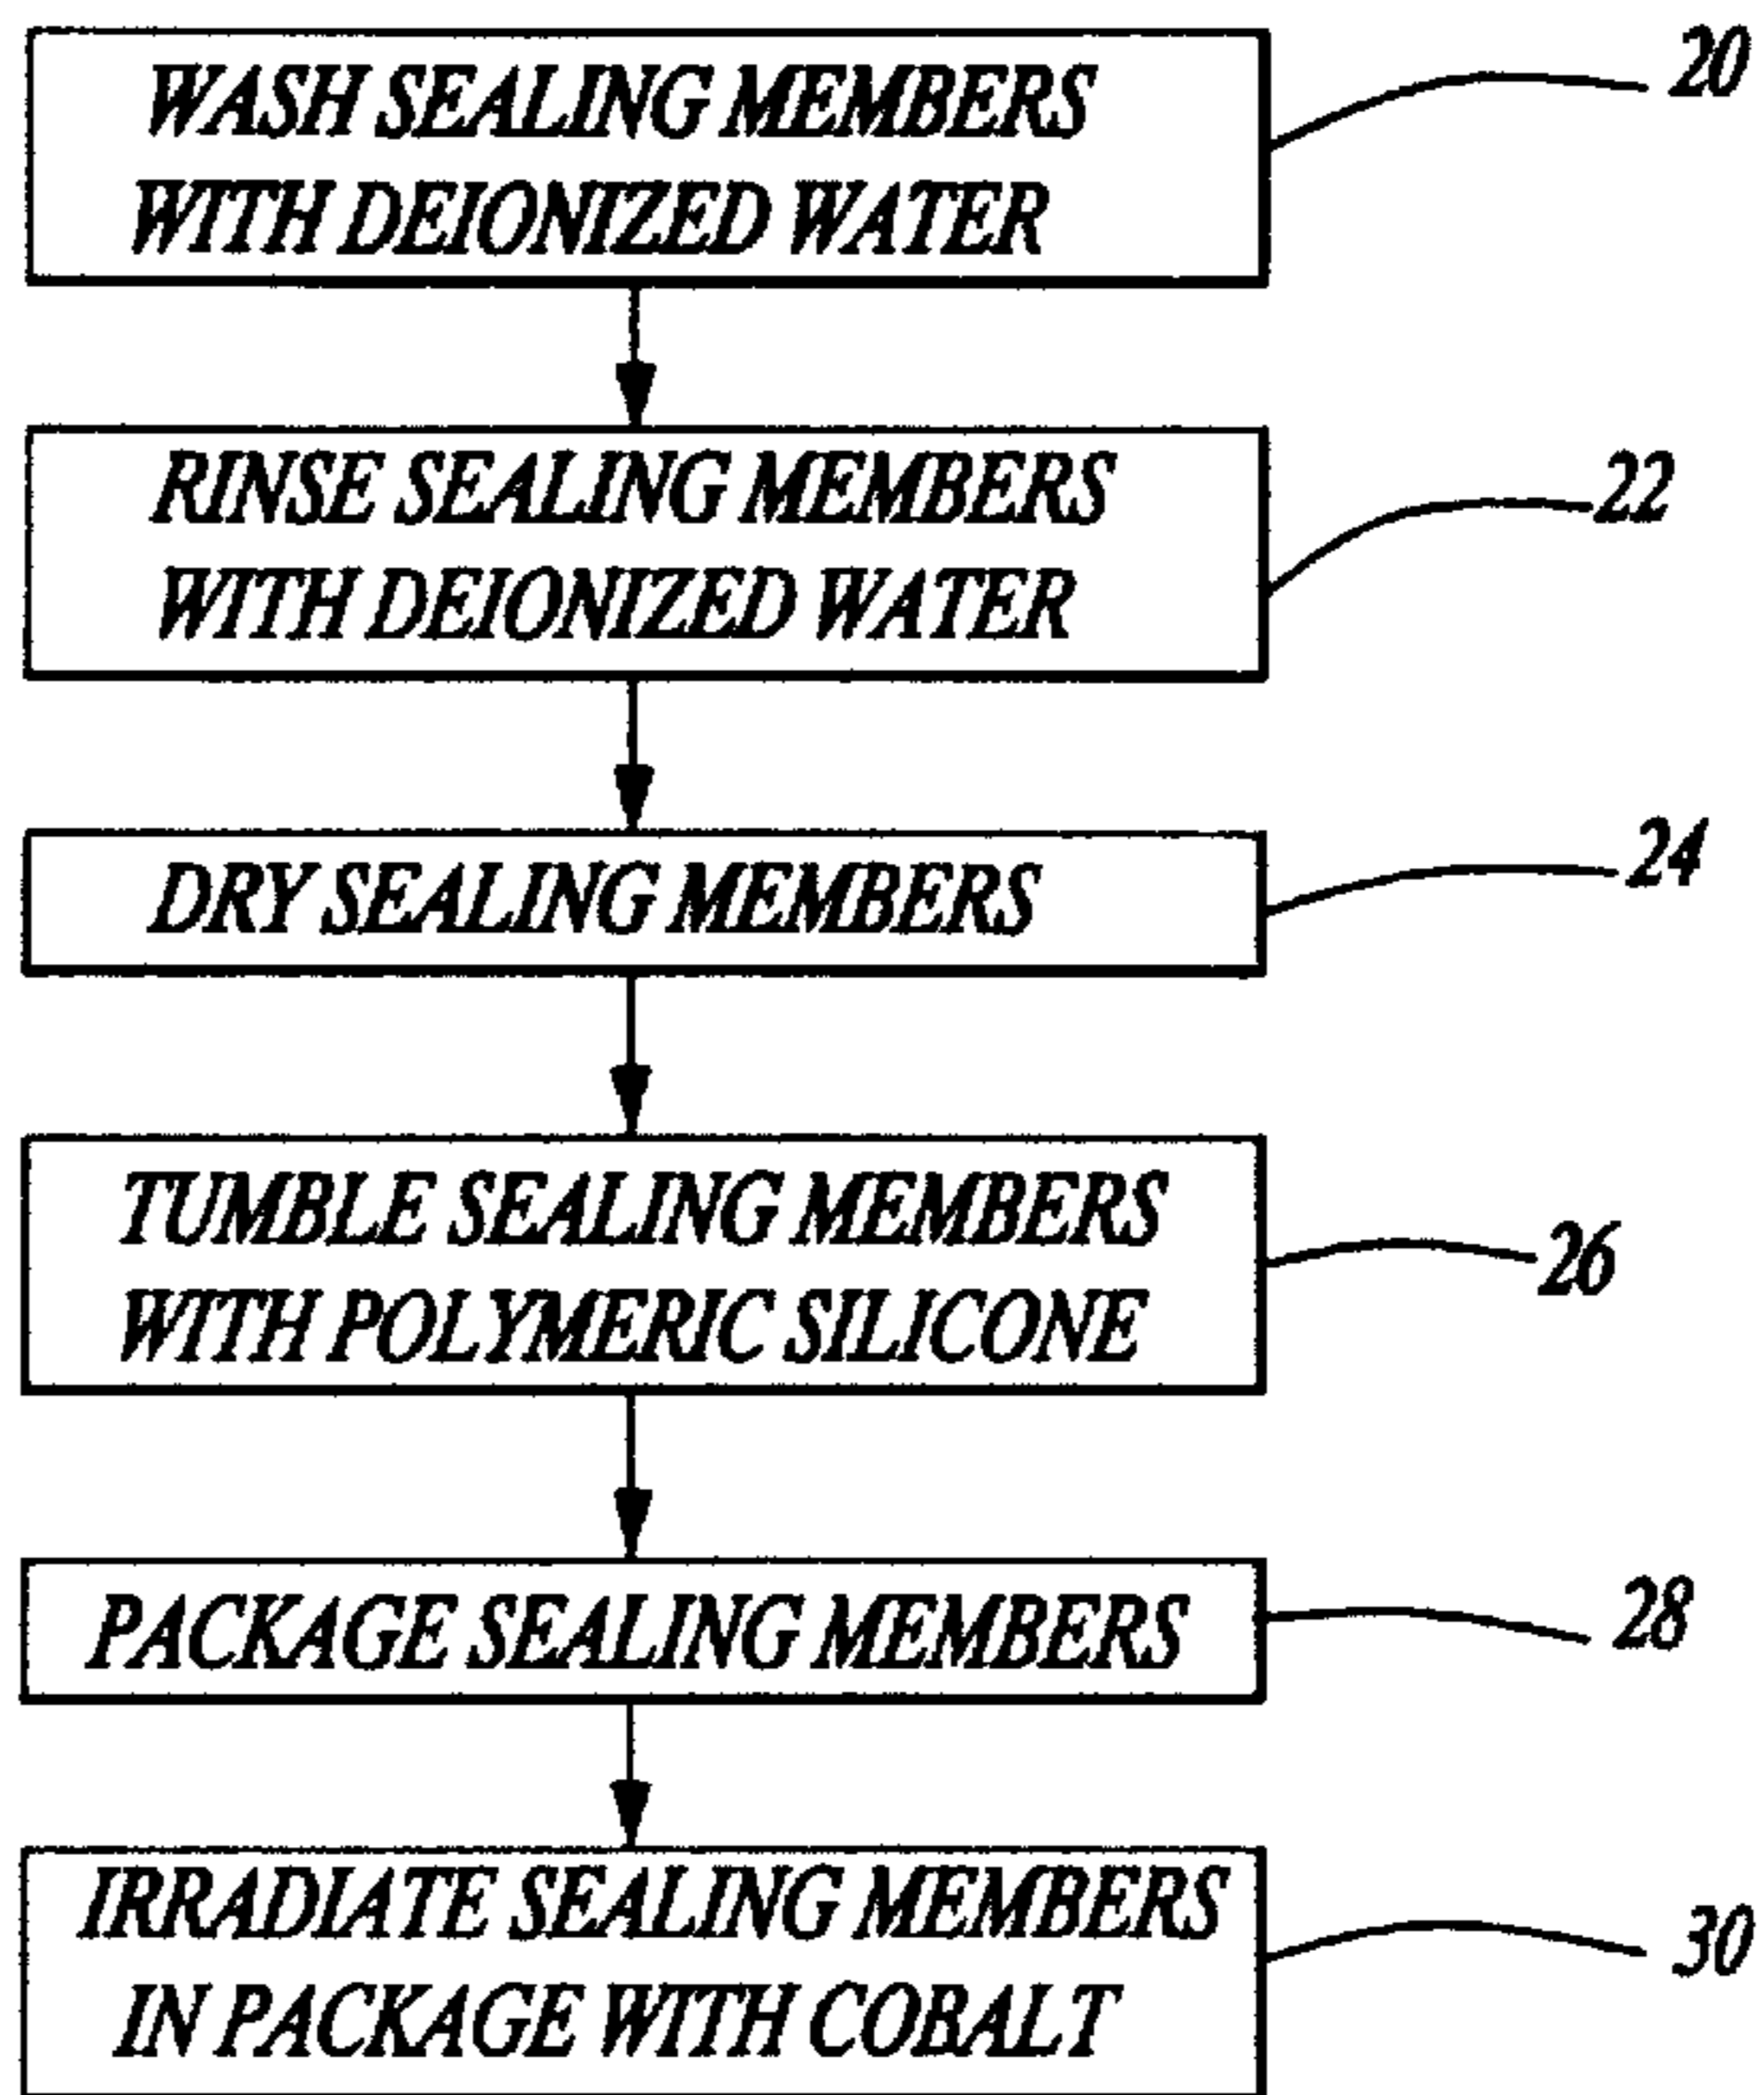 WASH SEALING MEMBERS
WITH DEIONIZED WATER
20
RINSE SEALING MEMBERS
WITH DEIONIZED WATER
22
DRY SEALING MEMBERS
24
TUMBLE SEALING MEMBERS
WITH POLYMERIC SILICONE
26
PACKAGE SEALING MEMBERS
28
IRRADIATE SEALING MEMBERS
IN PACKAGE WITH COBALT
30